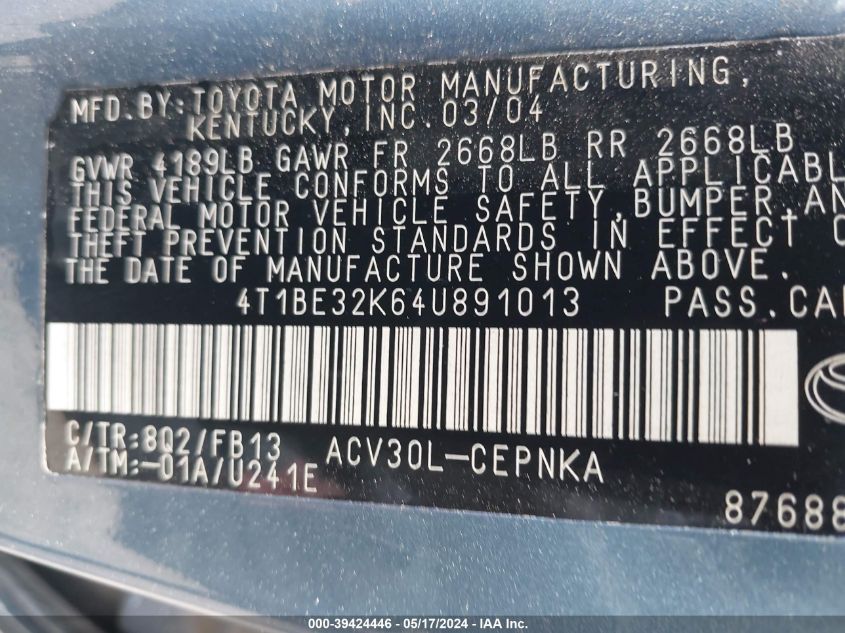 MFD.BY:TOYOTA MOTOR MANUFACTURING,
KENTUCKY, INC. 03/04
GVWR 4189LB GAWR FR 2668LB RR 2668LB
THIS VEHICLE CONFORMS TO ALL APPLICABL
FEDERAL MOTOR VEHICLE SAFETY, BUMPER, AN
THEFT PREVENTION STANDARDS IN EFFECT O
THE DATE OF MANUFACTURE SHOWN ABOVE.
4T1BE32K64U891013 PASS.CA
C/TR:8Q2/FB13 ACV30L-CEPNKA
A/TM:-01A/U241E
87688
000-39424446 - 05/17/2024 - IAA Inc.